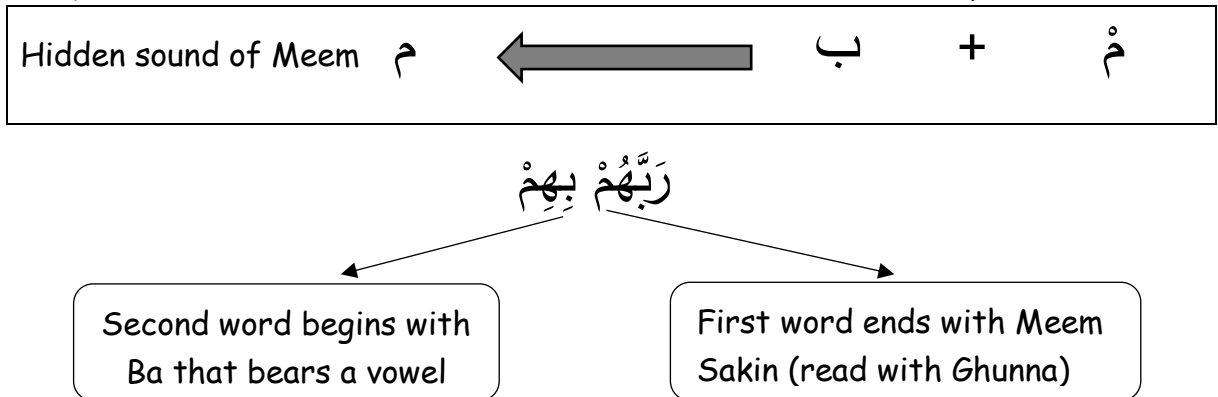 Hidden sound of Meem م ب + مْ
رَبَّهُمْ بِهِمْ
Second word begins with
Ba that bears a vowel
First word ends with Meem
Sakin (read with Ghunna)